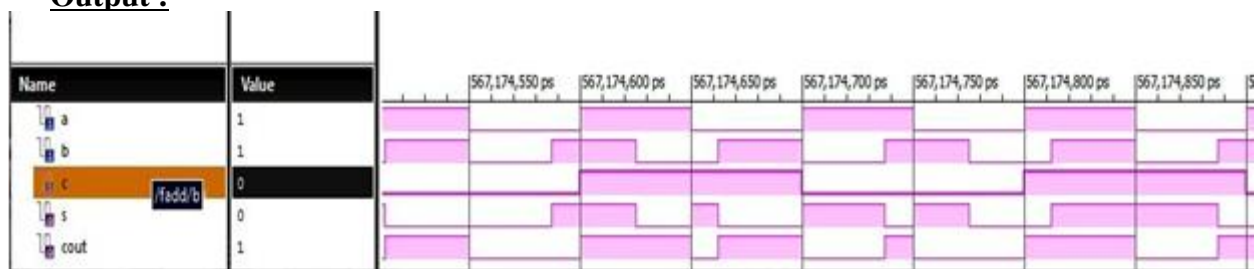 Output :
Name Value 567,174,550 ps 567,174,600 ps 567,174,650 ps 567,174,700 ps 567,174,750 ps 567,174,800 ps 567,174,850 ps
a 1
b 1
c 0
/fadd/b
s 0
cout 1